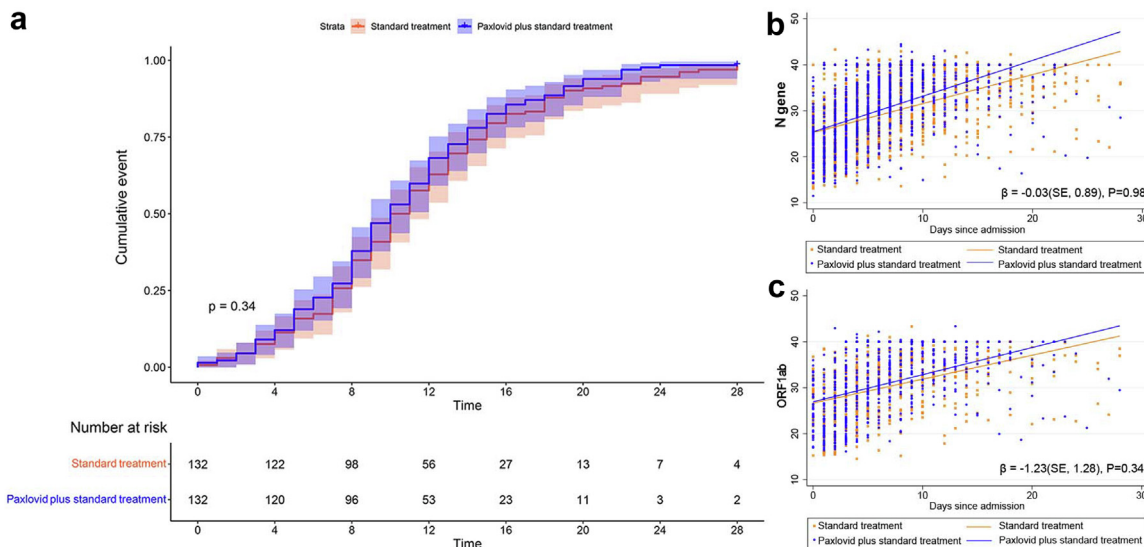 a
Strata Standard treatment Paxlovid plus standard treatment
Cumulative event
1.00
0.75
0.50
0.25
0.00
p = 0.34
0 4 8 12 16 20 24 28
Time
Number at risk
Standard treatment 132 122 98 56 27 13 7 4
Paxlovid plus standard treatment 132 120 96 53 23 11 3 2
0 4 8 12 16 20 24 28
Time
b
N gene
50
40
30
20
10
β = -0.03(SE, 0.89), P=0.98
0 10 20 30
Days since admission
Standard treatment Standard treatment
Paxlovid plus standard treatment Paxlovid plus standard treatment
c
ORF1ab
50
40
30
20
10
β = -1.23(SE, 1.28), P=0.34
0 10 20 30
Days since admission
Standard treatment Standard treatment
Paxlovid plus standard treatment Paxlovid plus standard treatment